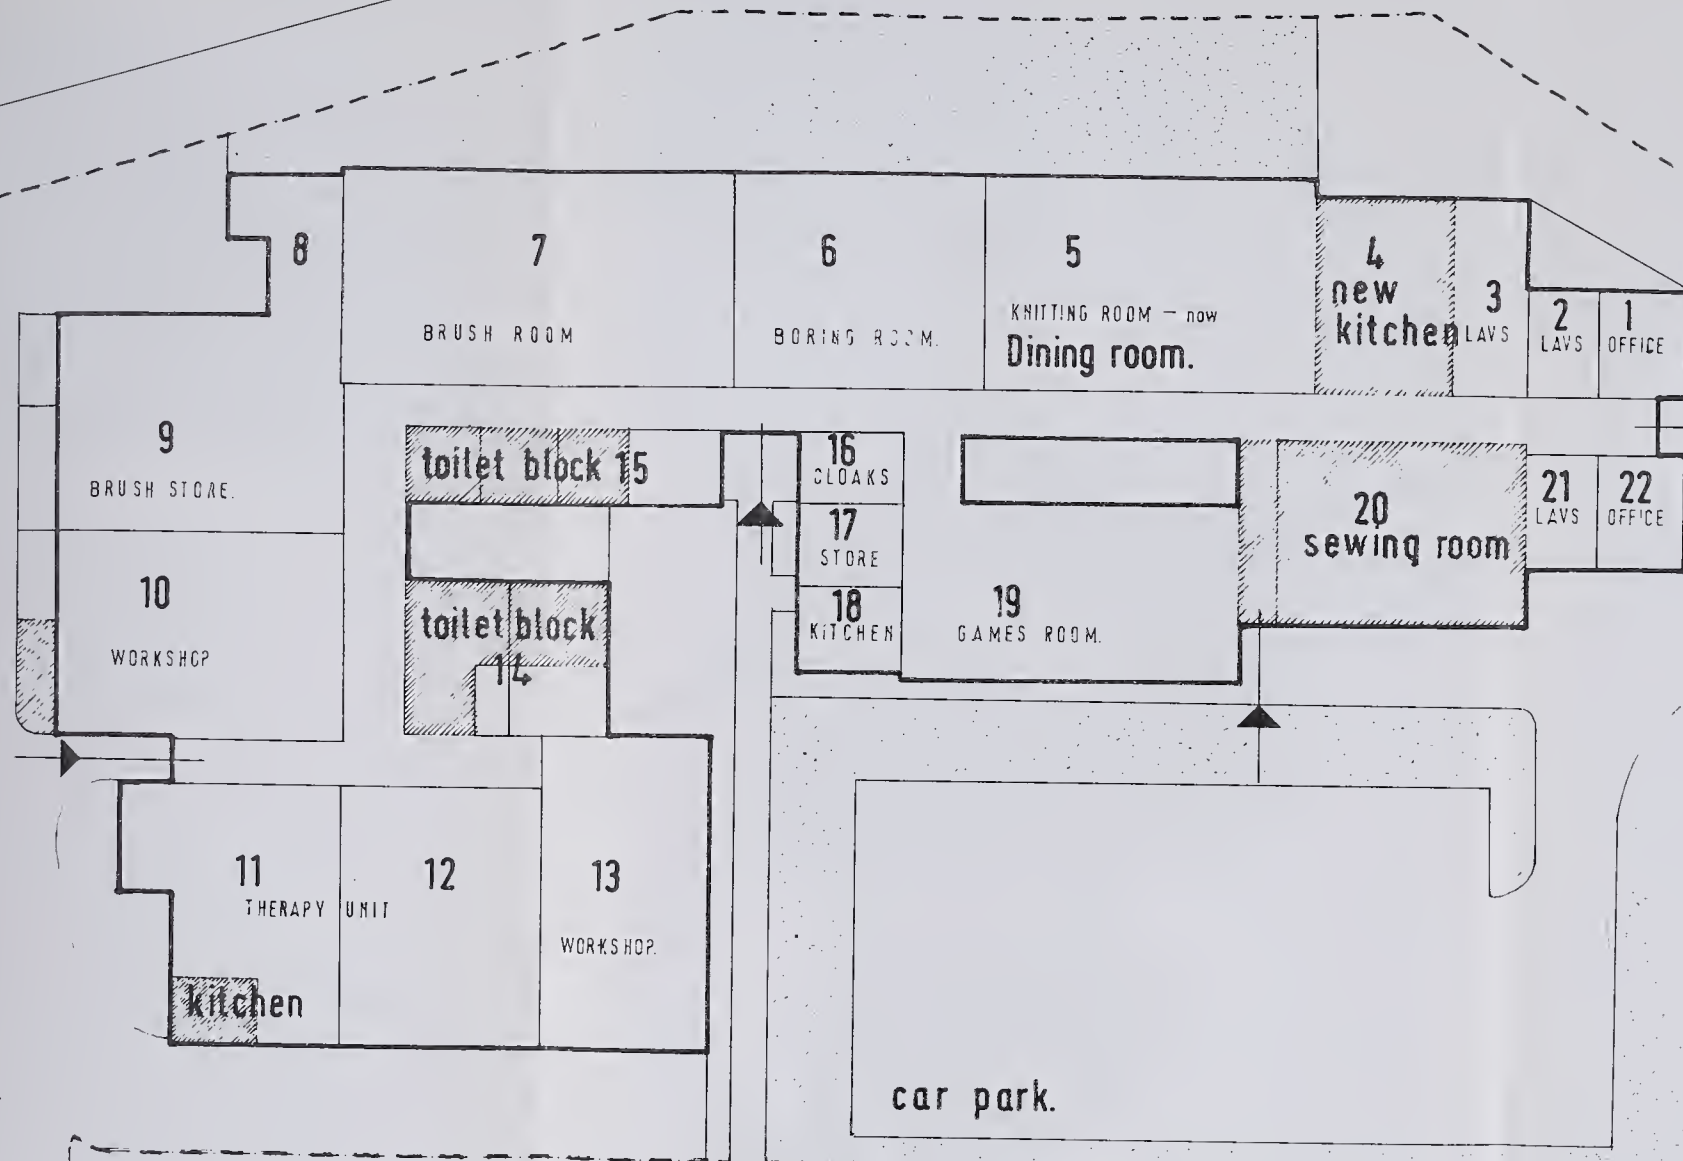 8
7
BRUSH ROOM
6
BORING ROOM.
5
KNITTING ROOM – now
Dining room.
4
new
kitchen
3
LAVS
2
LAVS
1
OFFICE
9
BRUSH STORE.
toilet block 15
16
CLOAKS
17
STORE
18
KITCHEN
19
GAMES ROOM.
20
sewing room
21
LAVS
22
OFFICE
10
WORKSHOP
toilet block
14
11
12
THERAPY UNIT
13
WORKSHOP.
kitchen
car park.